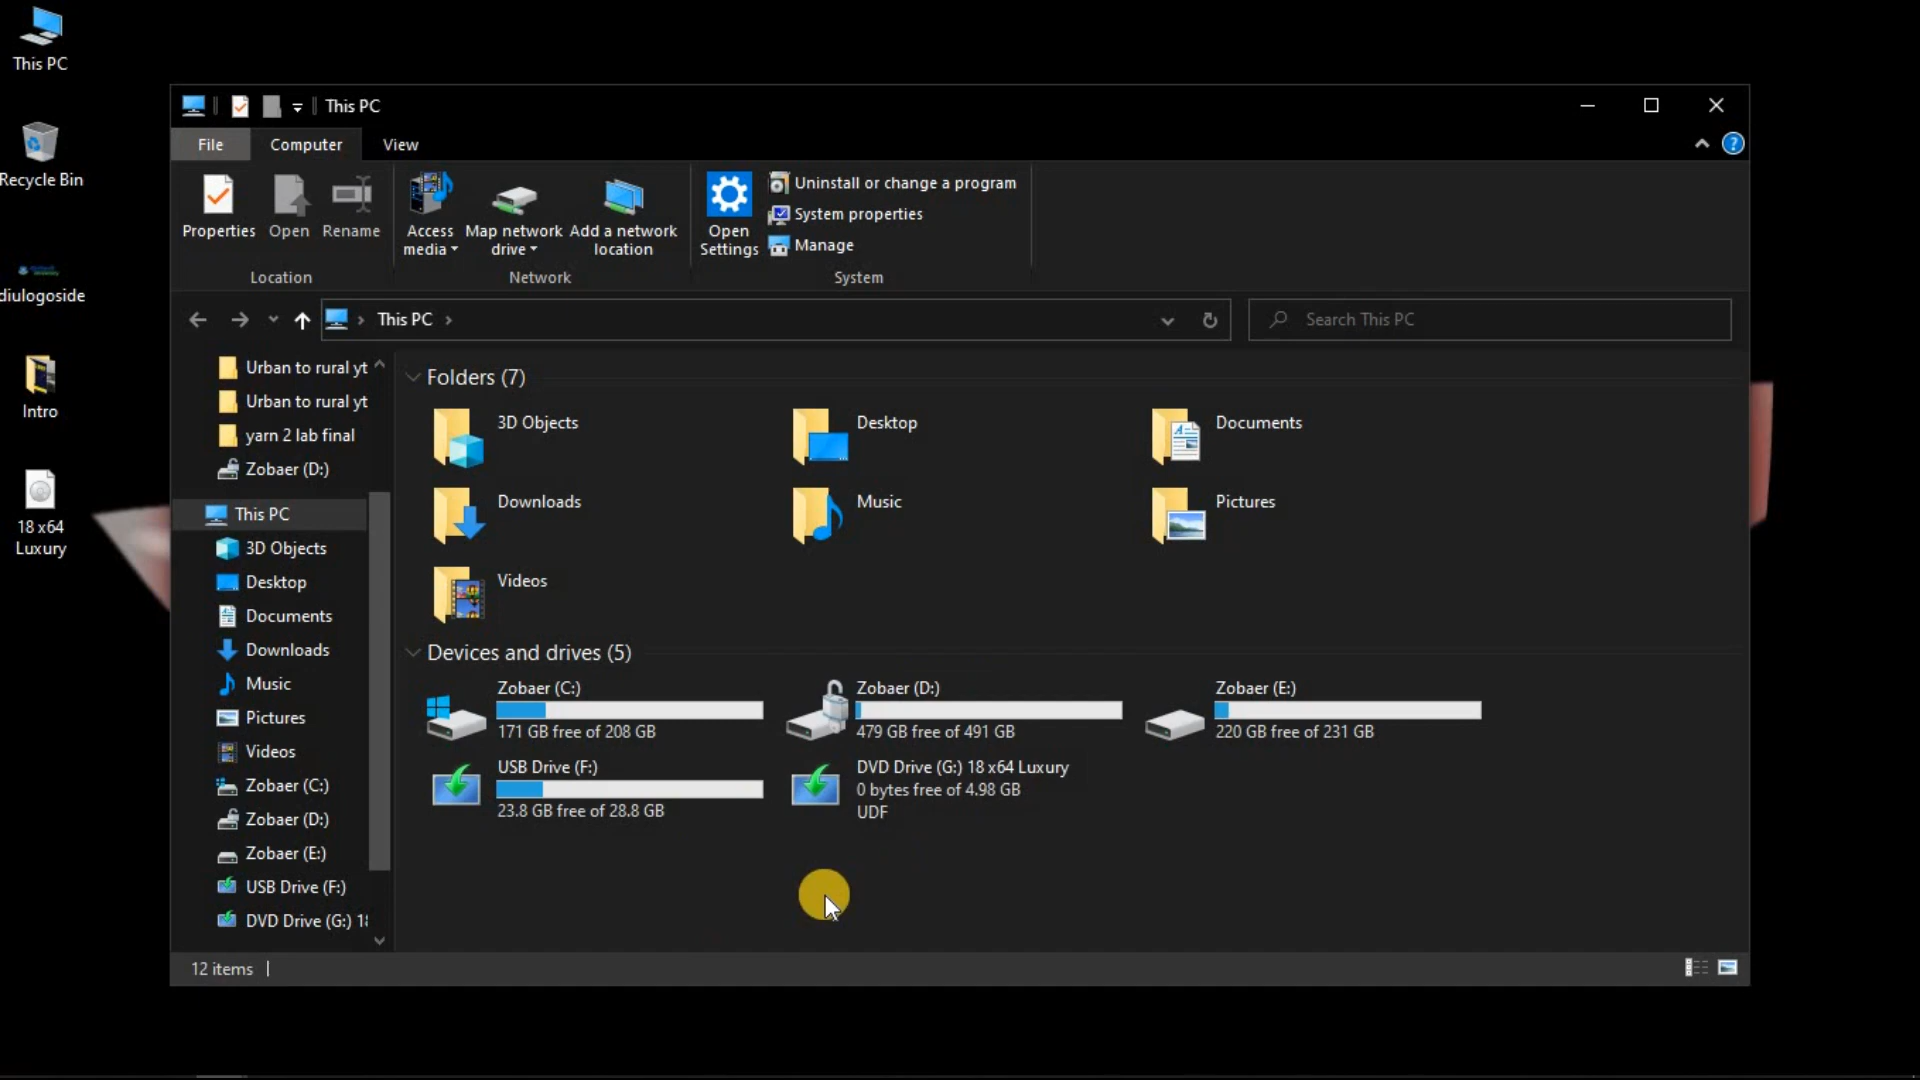 This PC
Recycle Bin
diulogoside
Intro
18 x64
Luxury
This PC
File
Computer
View
Properties
Open
Rename
Access
media
Map network
drive
Add a network
location
Open
Settings
Uninstall or change a program
System properties
Manage
Location
Network
System
This PC
Search This PC
Urban to rural yt
Urban to rural yt
yarn 2 lab final
Zobaer (D:)
This PC
3D Objects
Desktop
Documents
Downloads
Music
Pictures
Videos
Zobaer (C:)
Zobaer (D:)
Zobaer (E:)
USB Drive (F:)
DVD Drive (G:) 18
Folders (7)
3D Objects
Desktop
Documents
Downloads
Music
Pictures
Videos
Devices and drives (5)
Zobaer (C:)
171 GB free of 208 GB
Zobaer (D:)
479 GB free of 491 GB
Zobaer (E:)
220 GB free of 231 GB
USB Drive (F:)
23.8 GB free of 28.8 GB
DVD Drive (G:) 18 x64 Luxury
0 bytes free of 4.98 GB
UDF
12 items